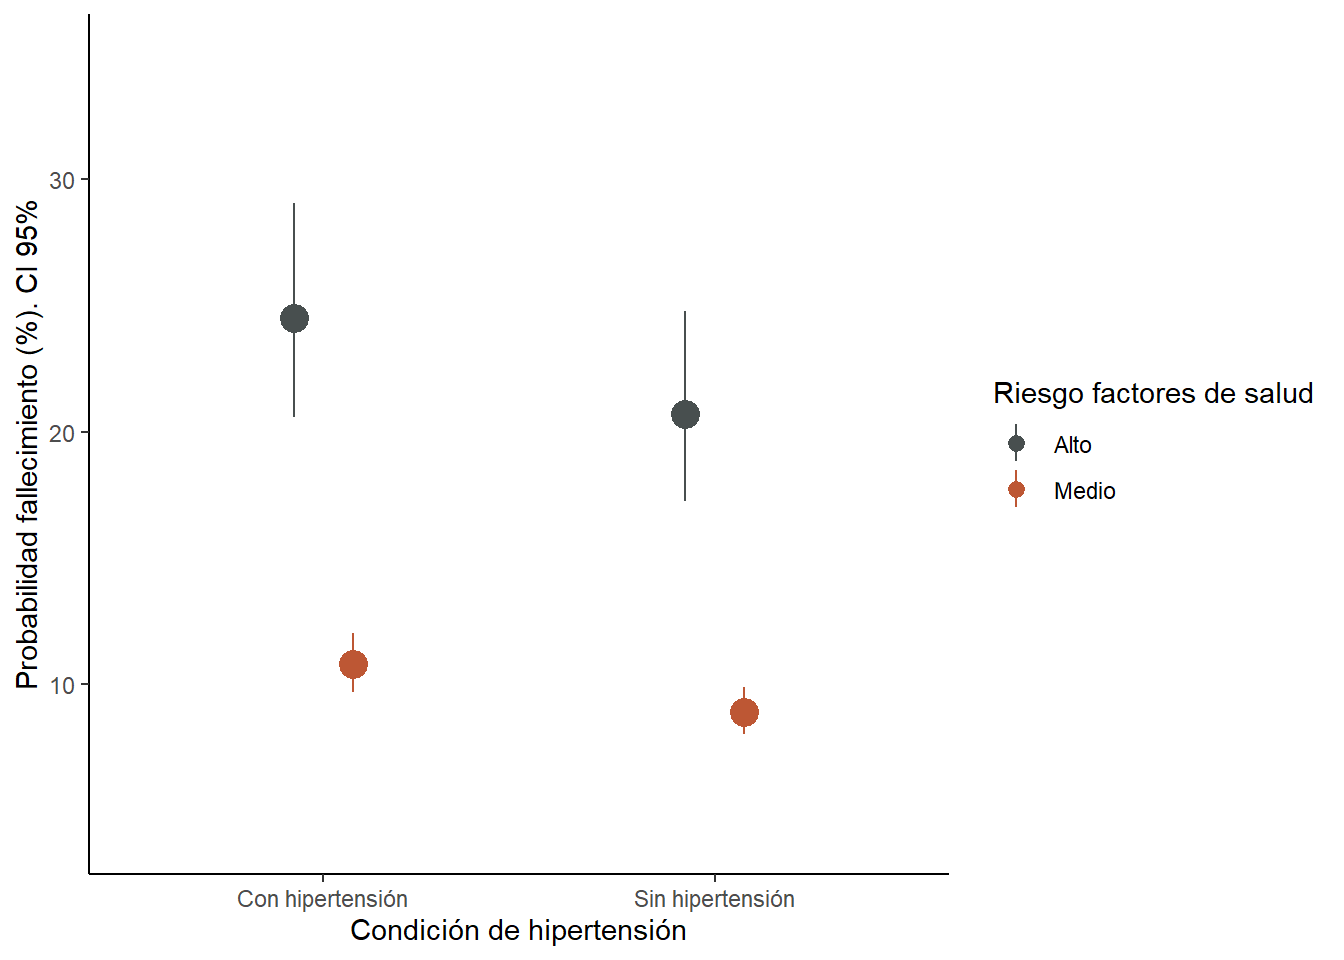 Probabilidad fallecimiento (%). CI 95%
30
20
10
Con hipertensión
Sin hipertensión
Condición de hipertensión
Riesgo factores de salud
Alto
Medio